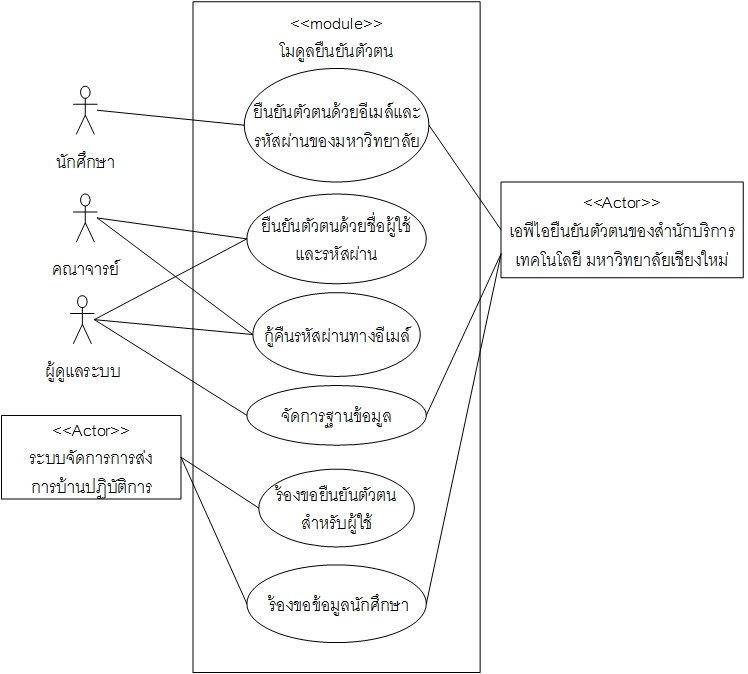 <<module>>
โมดูลยืนยันตัวตน
ยืนยันตัวตนด้วยอีเมล์และ
รหัสผ่านของมหาวิทยาลัย
นักศึกษา
ยืนยันตัวตนด้วยชื่อผู้ใช้
และรหัสผ่าน
<<Actor>>
เอพีไอยืนยันตัวตนของสำนักบริการ
เทคโนโลยี มหาวิทยาลัยเชียงใหม่
คณาจารย์
กู้คืนรหัสผ่านทางอีเมล์
ผู้ดูแลระบบ
จัดการฐานข้อมูล
<<Actor>>
ระบบจัดการการส่ง
การบ้านปฏิบัติการ
ร้องขอยืนยันตัวตน
สำหรับผู้ใช้
ร้องขอข้อมูลนักศึกษา